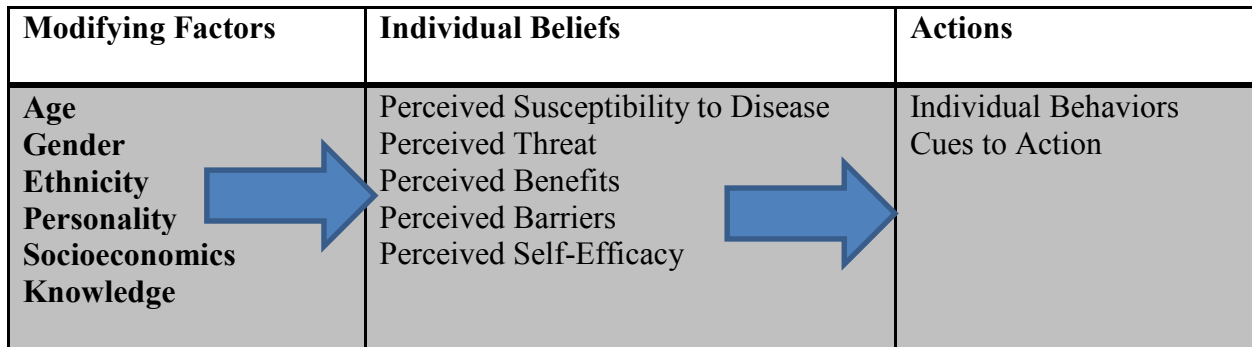 Modifying Factors
Individual Beliefs
Actions
Age
Gender
Ethnicity
Personality
Socioeconomics
Knowledge
Perceived Susceptibility to Disease
Perceived Threat
Perceived Benefits
Perceived Barriers
Perceived Self-Efficacy
Individual Behaviors
Cues to Action